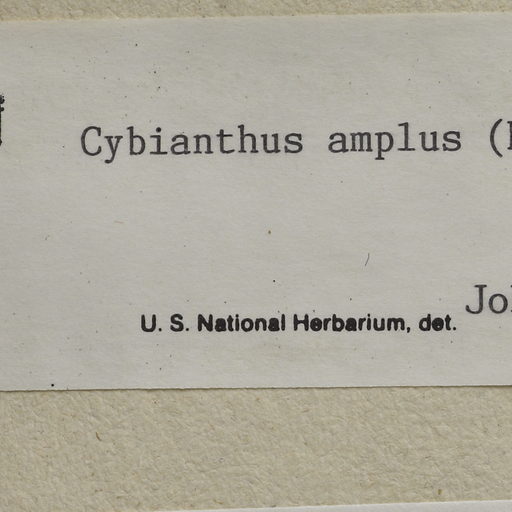 Cybianthus amplus (
U. S. National Herbarium, det. Jo